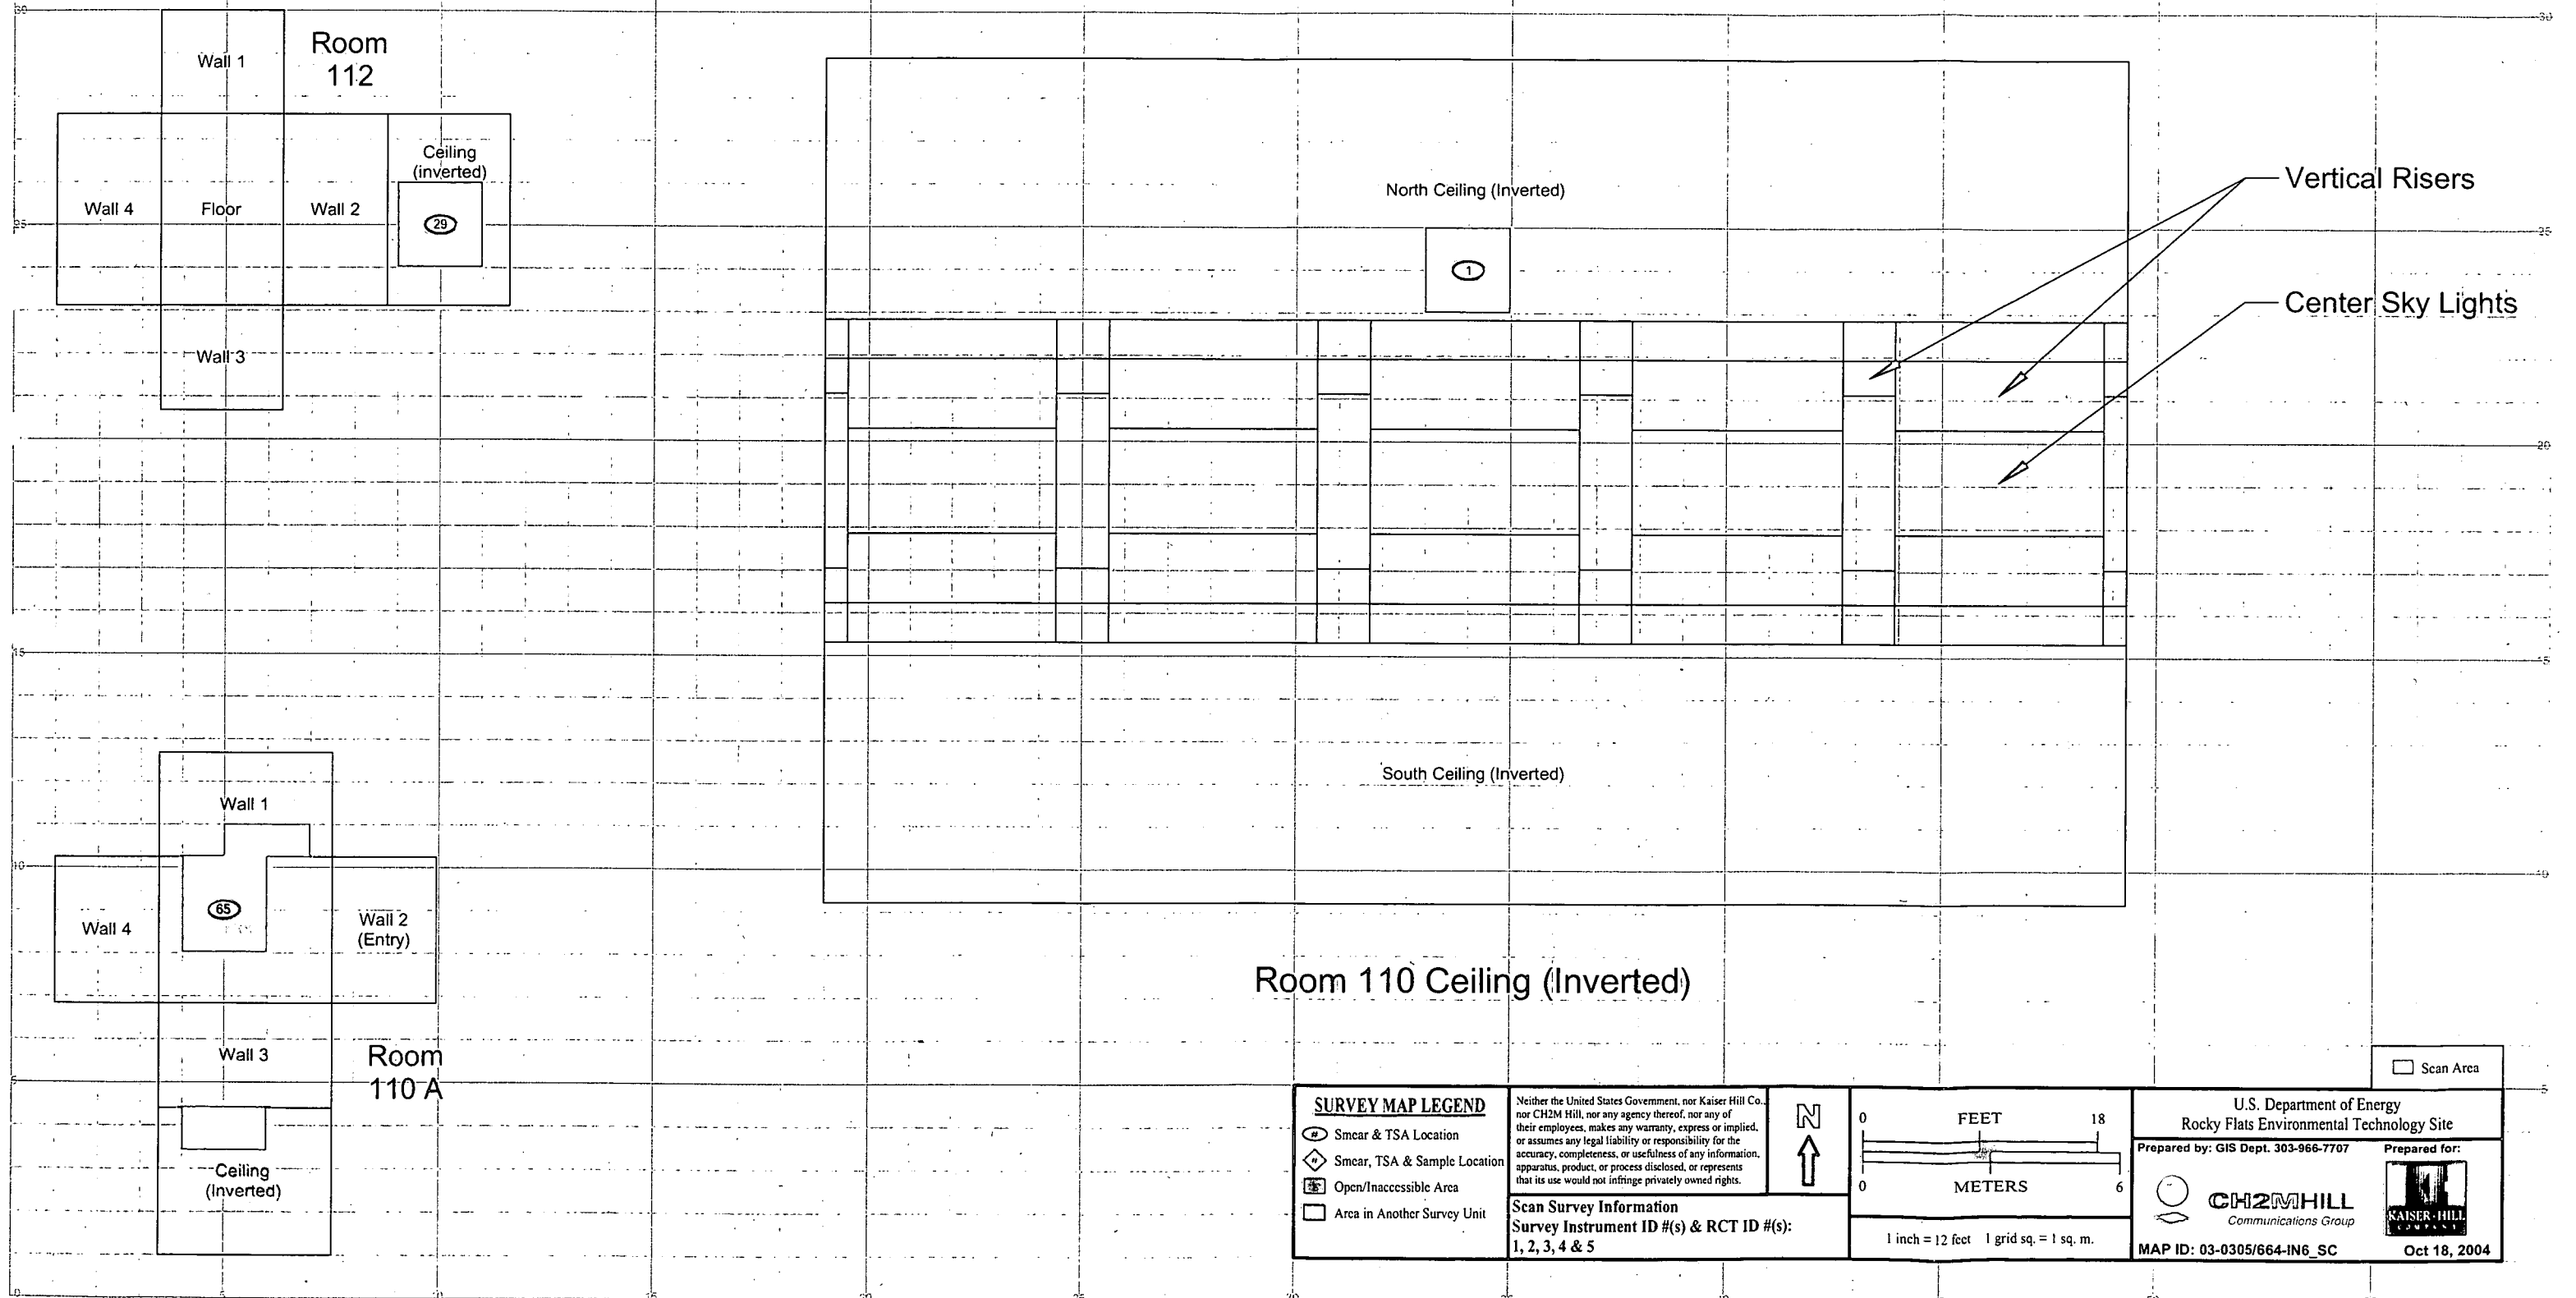 Room
112
Wall 1
Ceiling
(inverted)
Wall 4
Floor
Wall 2
29
Wall 3
North Ceiling (Inverted)
1
Vertical Risers
Center Sky Lights
South Ceiling (Inverted)
Wall 1
65
Wall 4
Wall 2
(Entry)
Wall 3
Room
110 A
Ceiling
(Inverted)
Room 110 Ceiling (Inverted)
Scan Area
SURVEY MAP LEGEND
# Smear & TSA Location
# Smear, TSA & Sample Location
Open/Inaccessible Area
Area in Another Survey Unit
Neither the United States Government, nor Kaiser Hill Co.,
nor CH2M Hill, nor any agency thereof, nor any of
their employees, makes any warranty, express or implied,
or assumes any legal liability or responsibility for the
accuracy, completeness, or usefulness of any information,
apparatus, product, or process disclosed, or represents
that its use would not infringe privately owned rights.
Scan Survey Information
Survey Instrument ID #(s) & RCT ID #(s):
1, 2, 3, 4 & 5
N
0 FEET 18
0 METERS 6
1 inch = 12 feet 1 grid sq. = 1 sq. m.
U.S. Department of Energy
Rocky Flats Environmental Technology Site
Prepared by: GIS Dept. 303-966-7707
Prepared for:
CH2MHILL
Communications Group
KAISER-HILL
COMPANY
MAP ID: 03-0305/664-IN6_SC
Oct 18, 2004